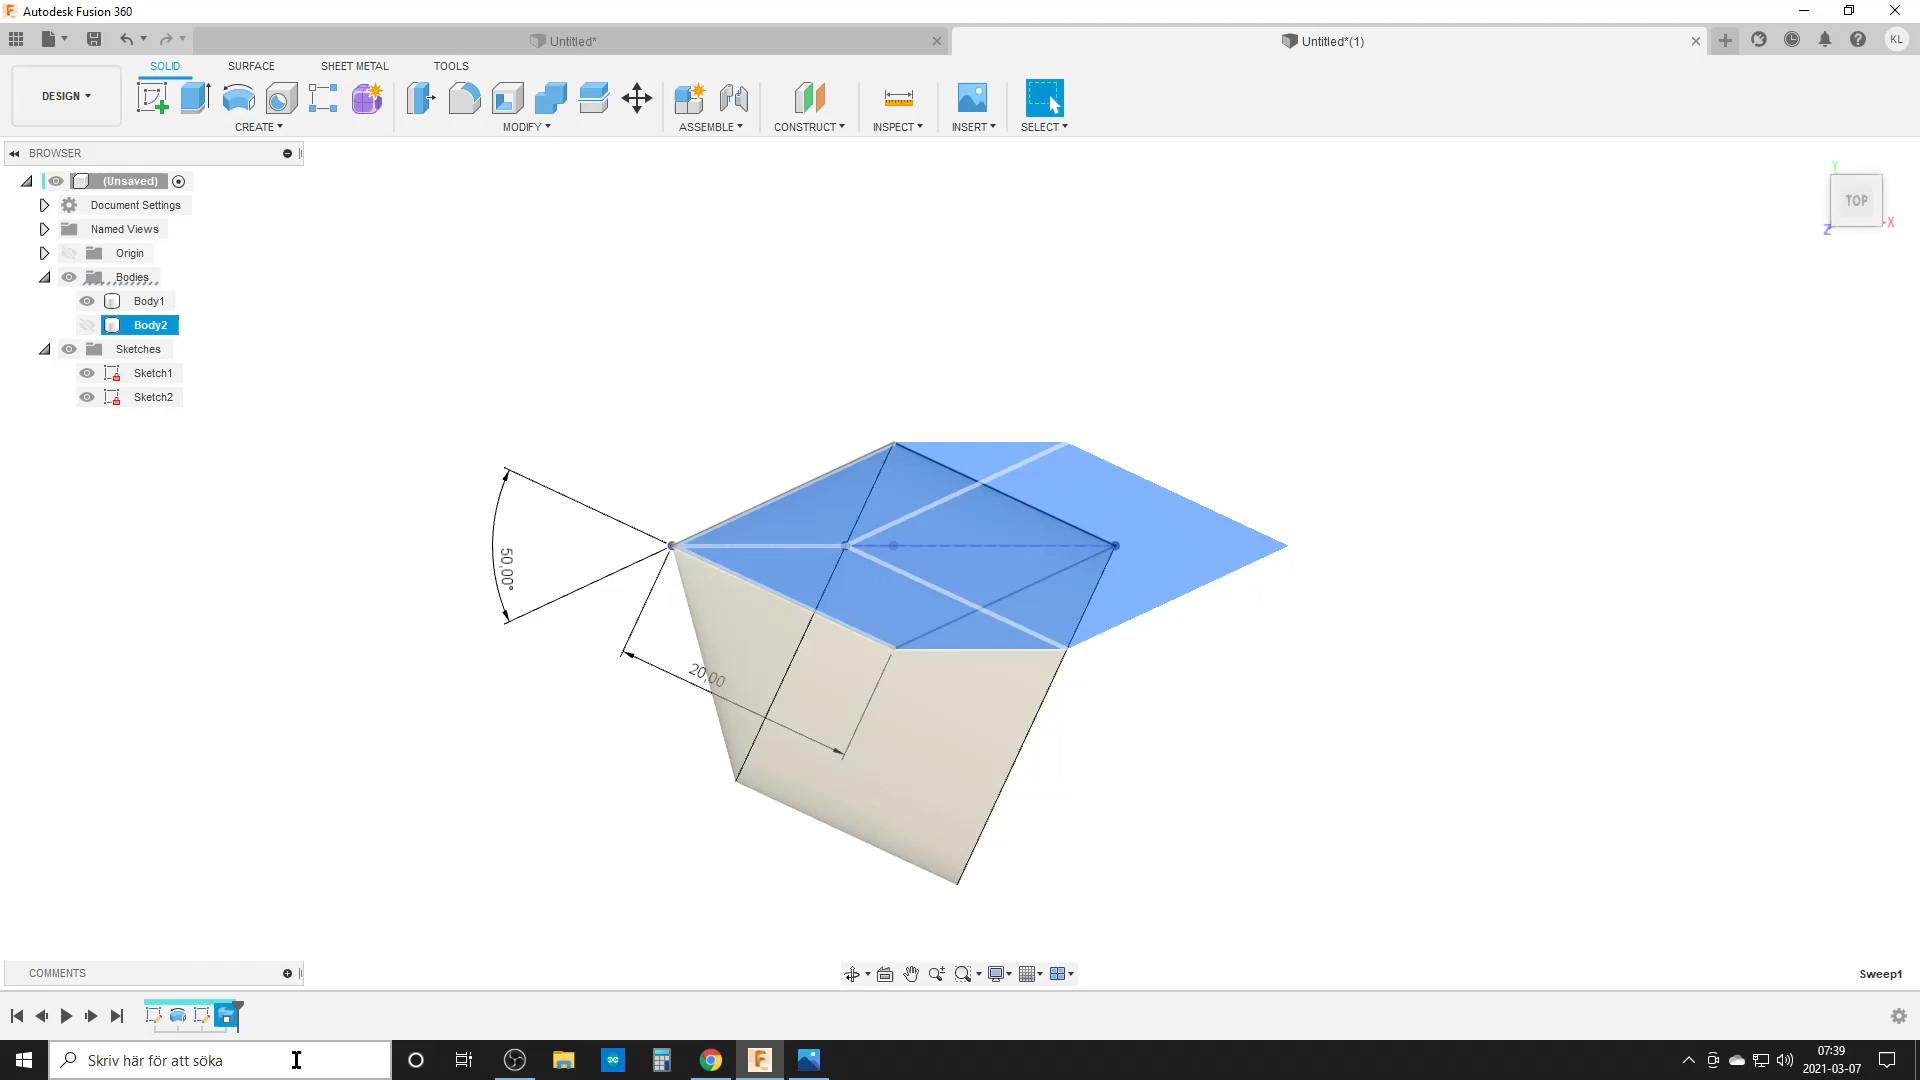 Autodesk Fusion 360
Untitled*
Untitled*(1)
KL
DESIGN
SOLID
SURFACE
SHEET METAL
TOOLS
CREATE
MODIFY
ASSEMBLE
CONSTRUCT
INSPECT
INSERT
SELECT
BROWSER
(Unsaved)
Document Settings
Named Views
Origin
Bodies
Body1
Body2
Sketches
Sketch1
Sketch2
Y
TOP
X
Z
50,00°
20,00
COMMENTS
Sweep1
Skriv här för att söka
07:39
2021-03-07